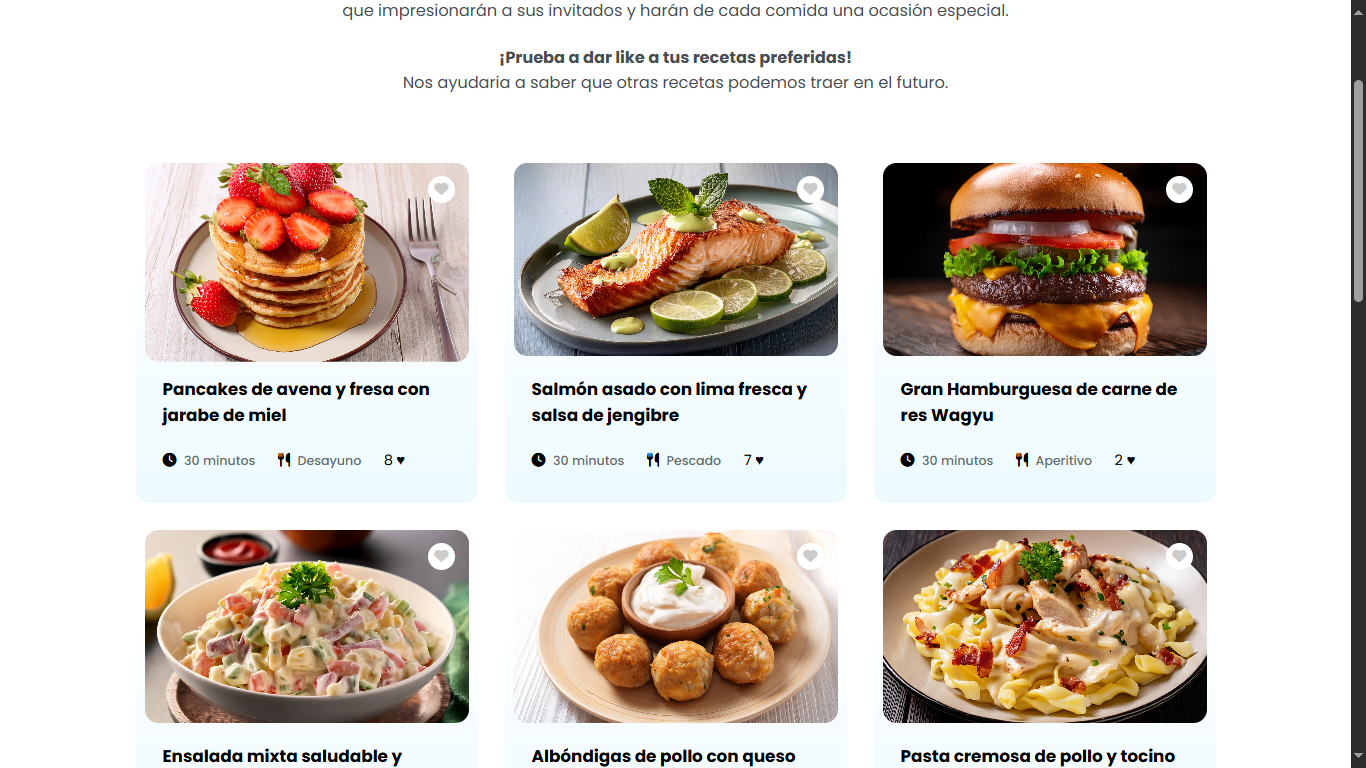 que impresionarán a sus invitados y harán de cada comida una ocasión especial.
¡Prueba a dar like a tus recetas preferidas!
Nos ayudaria a saber que otras recetas podemos traer en el futuro.
Pancakes de avena y fresa con
jarabe de miel
30 minutos Desayuno 8 ♥
Salmón asado con lima fresca y
salsa de jengibre
30 minutos Pescado 7 ♥
Gran Hamburguesa de carne de
res Wagyu
30 minutos Aperitivo 2 ♥
Ensalada mixta saludable y
Albóndigas de pollo con queso
Pasta cremosa de pollo y tocino